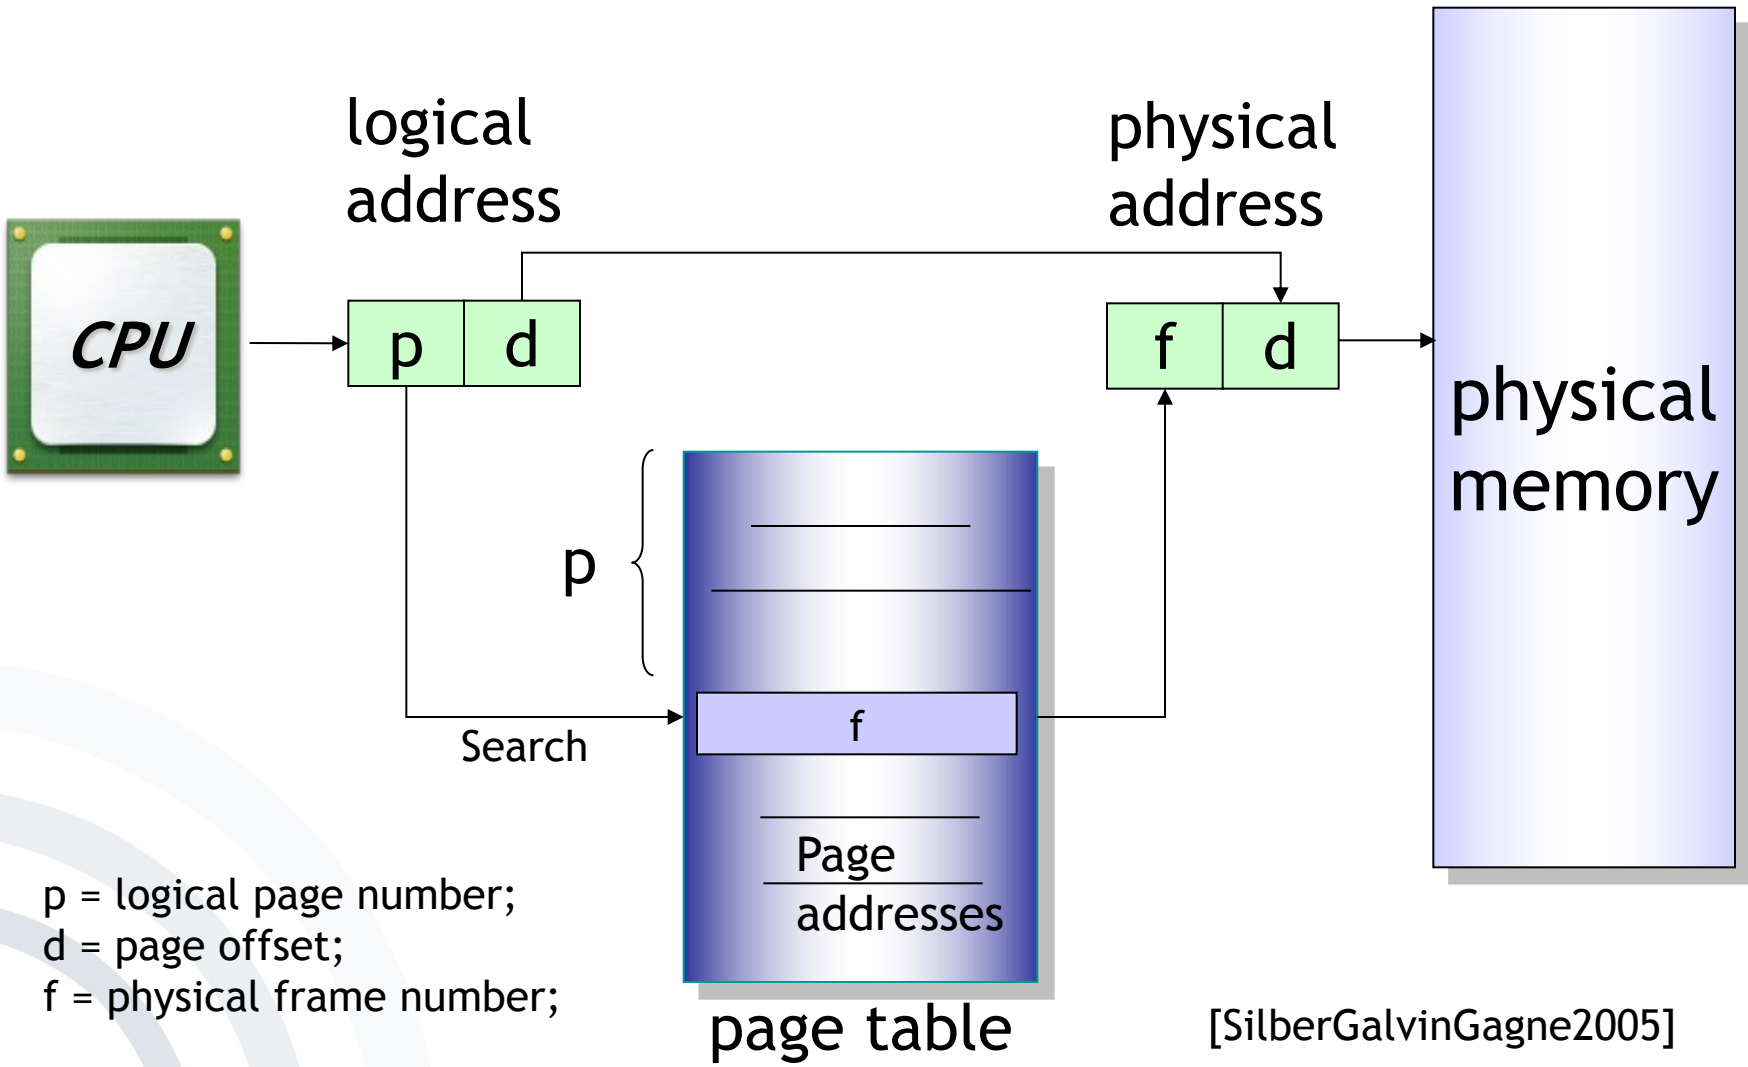 logical
address
physical
address
CPU
p
d
f
d
physical
memory
p
f
Search
Page
addresses
p = logical page number;
d = page offset;
f = physical frame number;
page table
[SilberGalvinGagne2005]